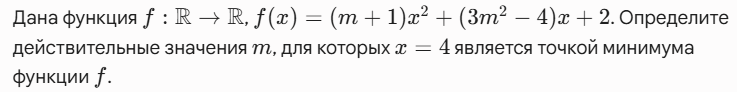 Дана функция f : ℝ → ℝ, f(x) = (m + 1)x² + (3m² − 4)x + 2. Определите
действительные значения m, для которых x = 4 является точкой минимума
функции f.